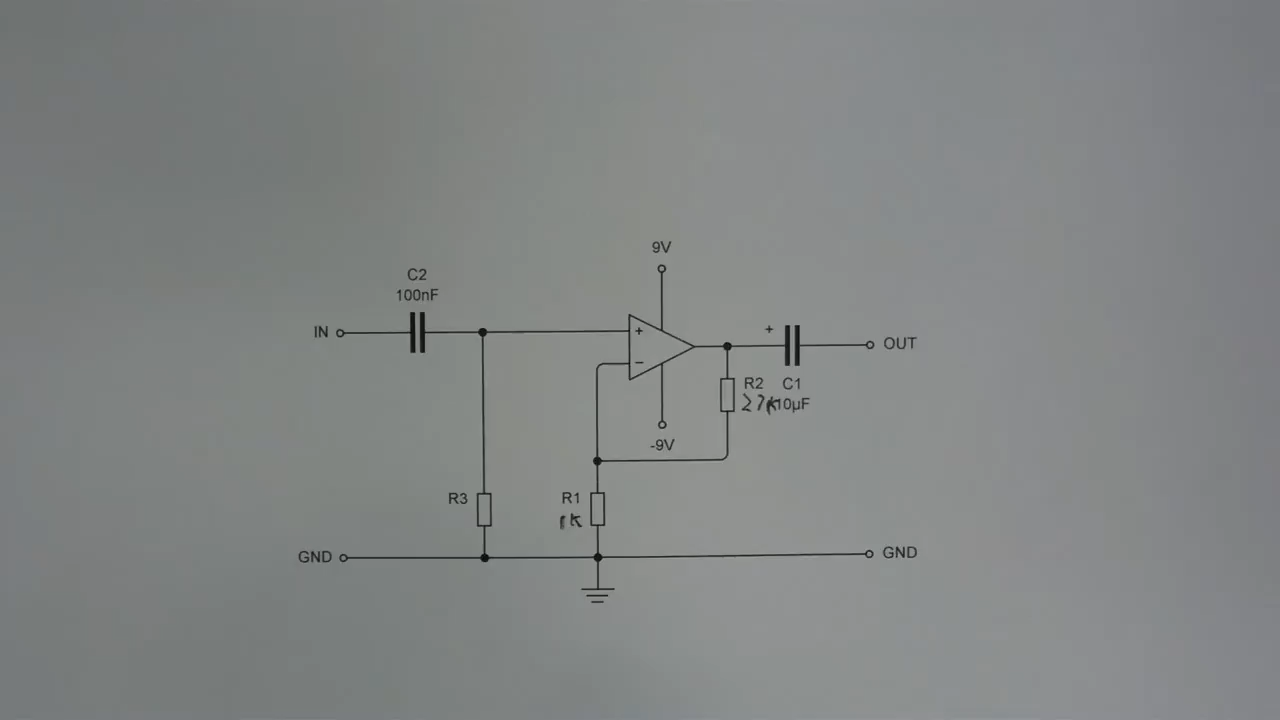 9V
C2
100nF
IN
+
+
OUT
−
R2
C1
27k
10μF
-9V
R3
R1
1K
GND
GND